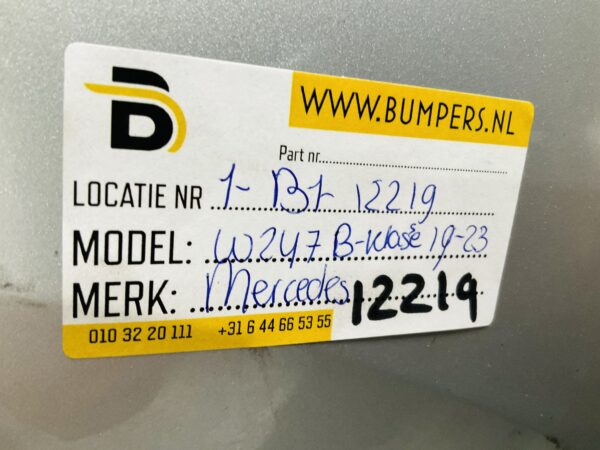 B
WWW.BUMPERS.NL
Part nr.
LOCATIE NR 1-B1 12219
MODEL: W247 B-Klasse 19-23
MERK: Mercedes 12219
010 32 20 111 +31 6 44 66 53 55